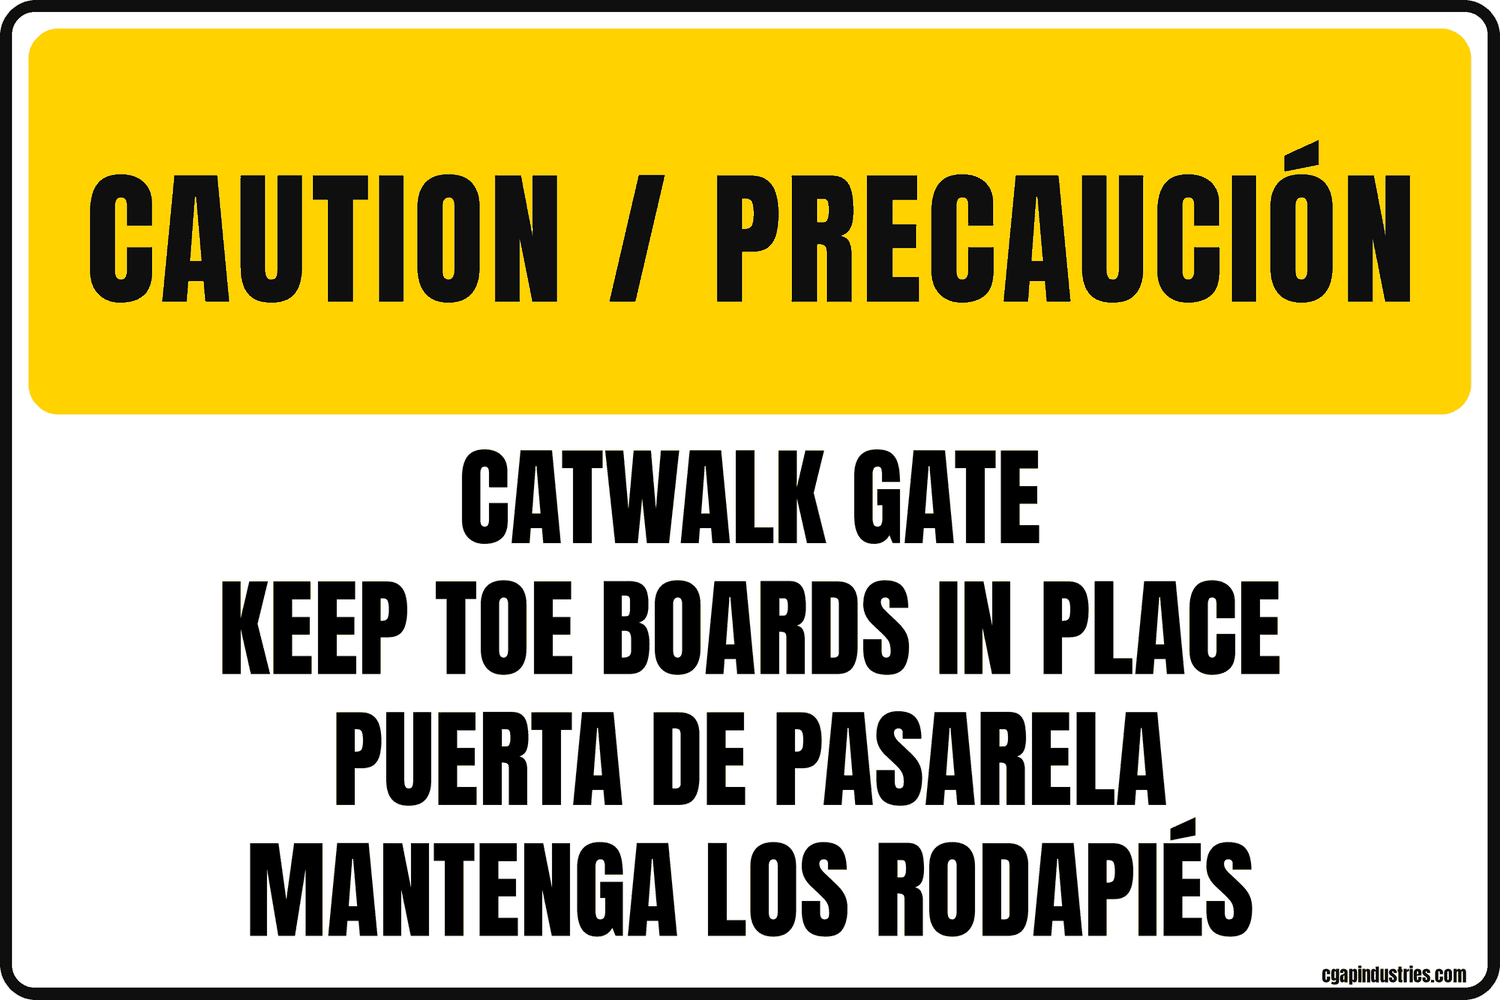 CAUTION / PRECAUCIÓN
CATWALK GATE
KEEP TOE BOARDS IN PLACE
PUERTA DE PASARELA
MANTENGA LOS RODAPIÉS
cgapindustries.com